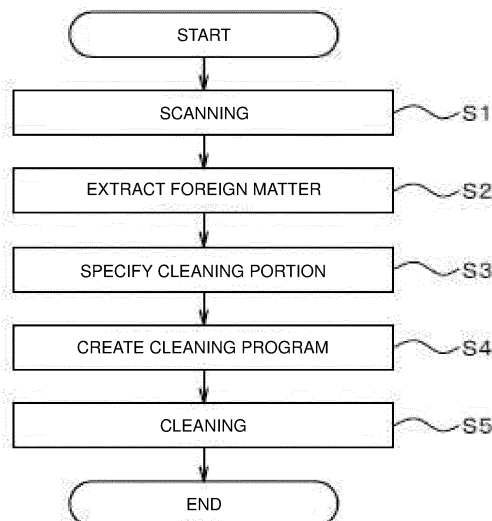 START
SCANNING S1
EXTRACT FOREIGN MATTER S2
SPECIFY CLEANING PORTION S3
CREATE CLEANING PROGRAM S4
CLEANING S5
END